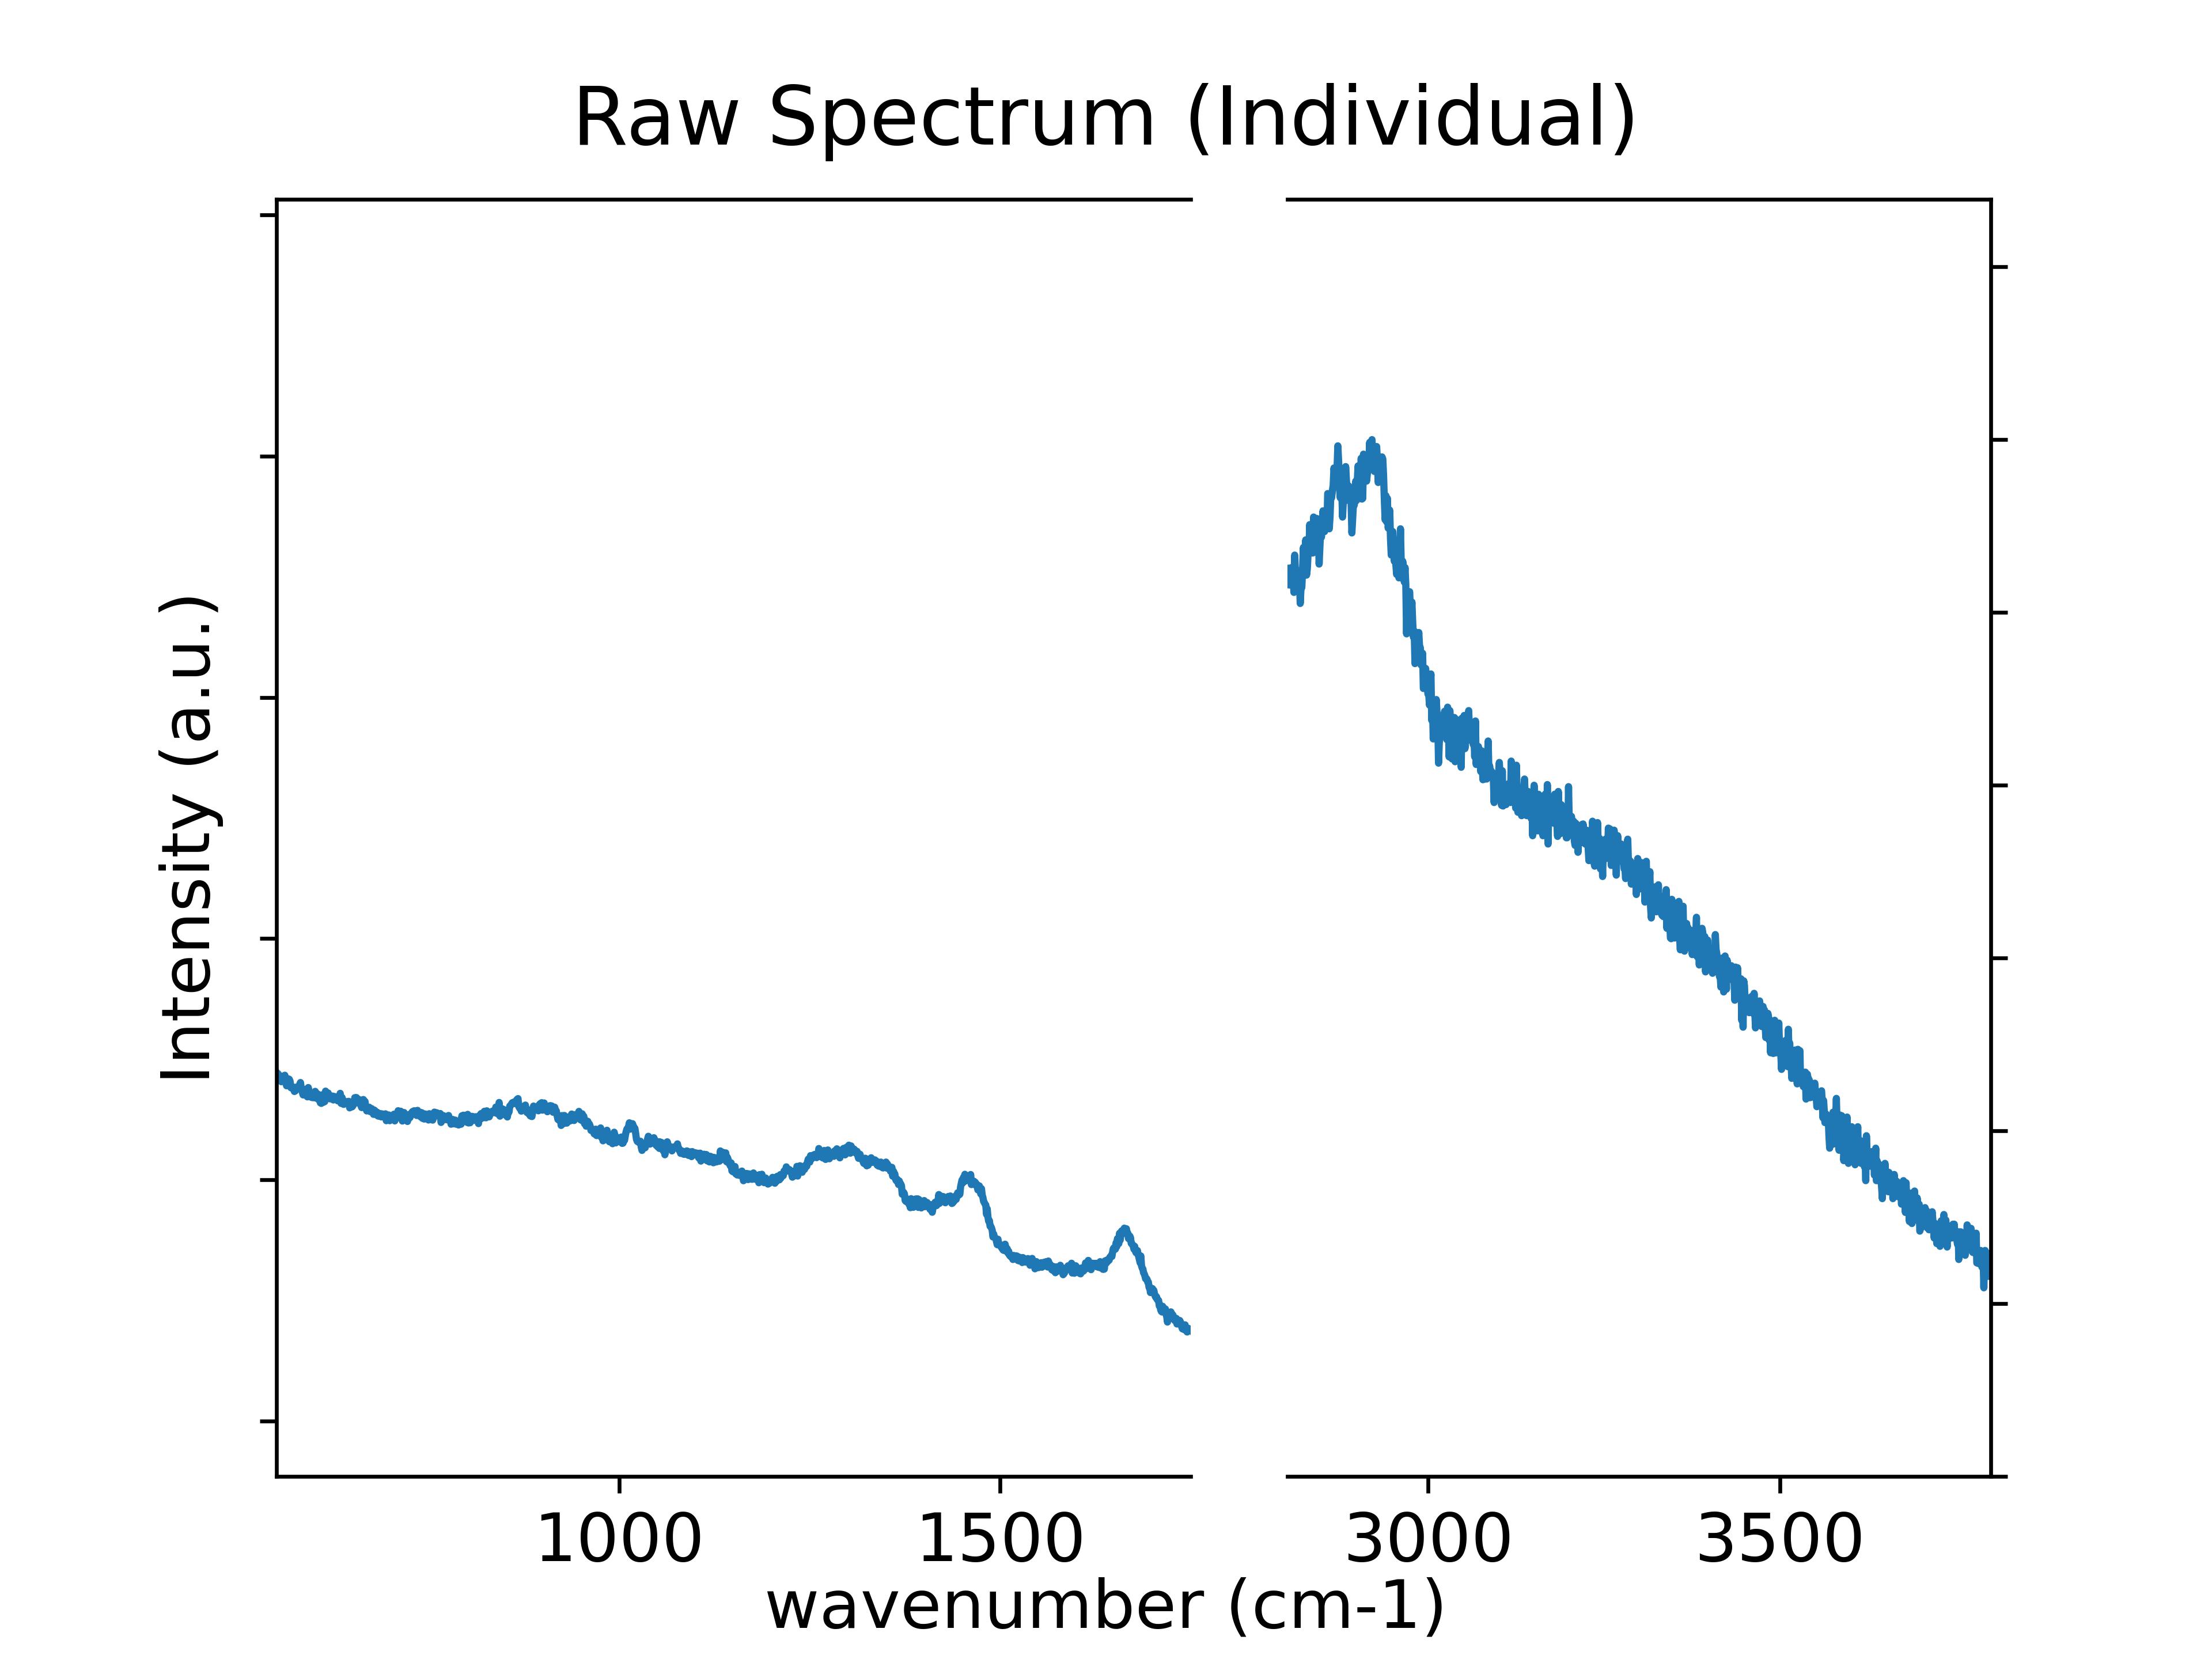 Raw Spectrum (Individual)
Intensity (a.u.)
1000 1500 3000 3500
wavenumber (cm-1)